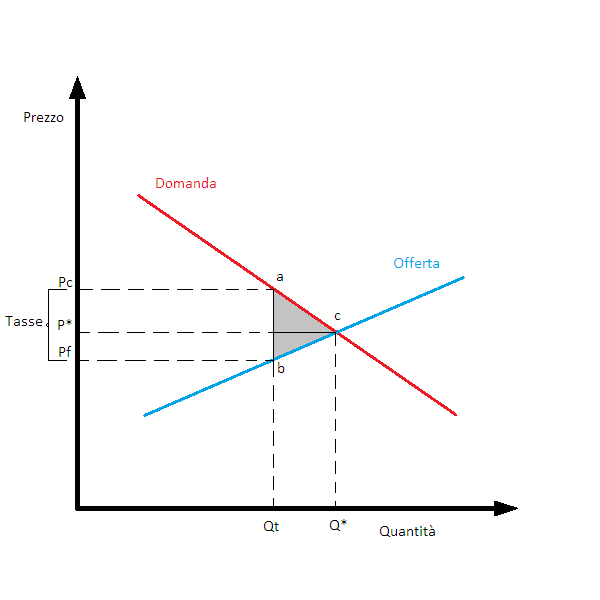 Prezzo
Domanda
Offerta
Pc
a
Tasse
P*
c
Pf
b
Qt
Q*
Quantità